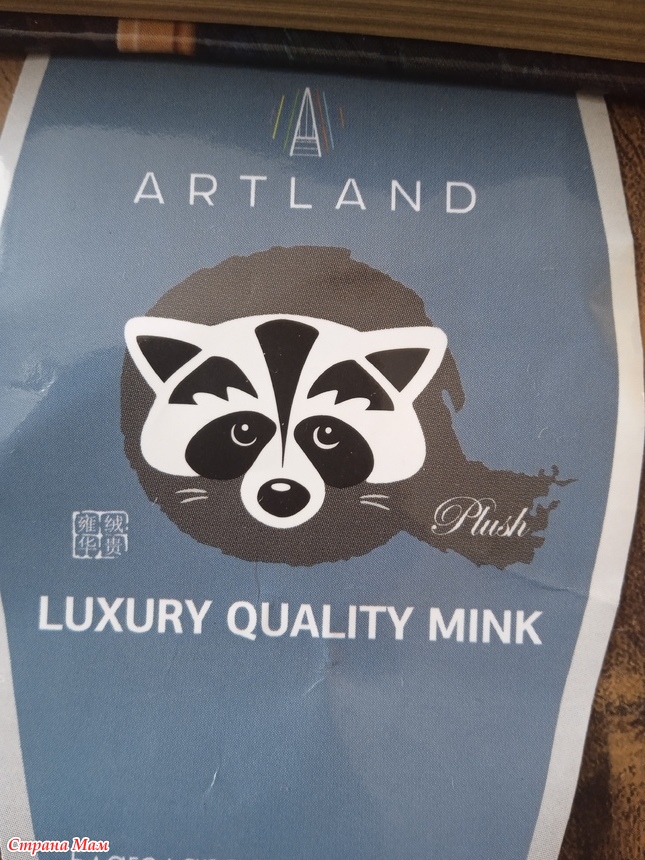 ARTLAND
Plush
雍 绒
华 贵
LUXURY QUALITY MINK
Страна Мам